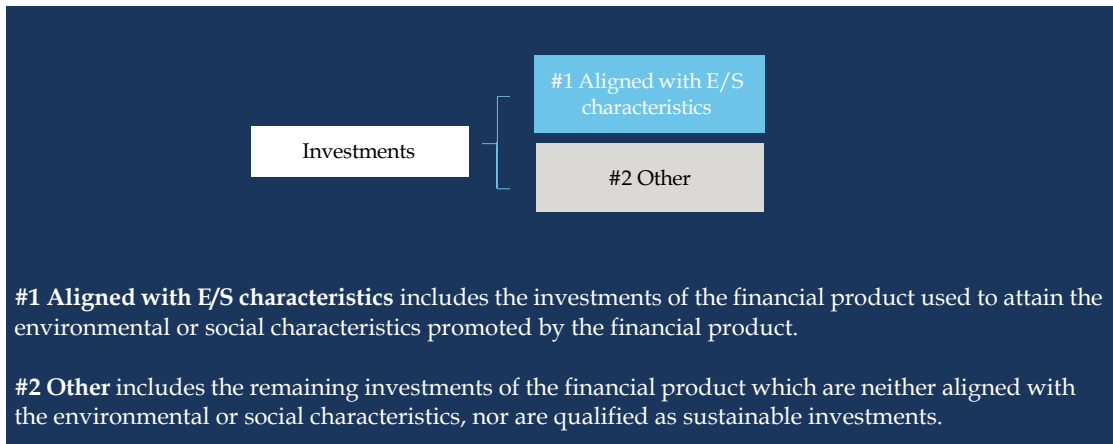 #1 Aligned with E/S
characteristics
Investments
#2 Other
#1 Aligned with E/S characteristics includes the investments of the financial product used to attain the
environmental or social characteristics promoted by the financial product.
#2 Other includes the remaining investments of the financial product which are neither aligned with
the environmental or social characteristics, nor are qualified as sustainable investments.